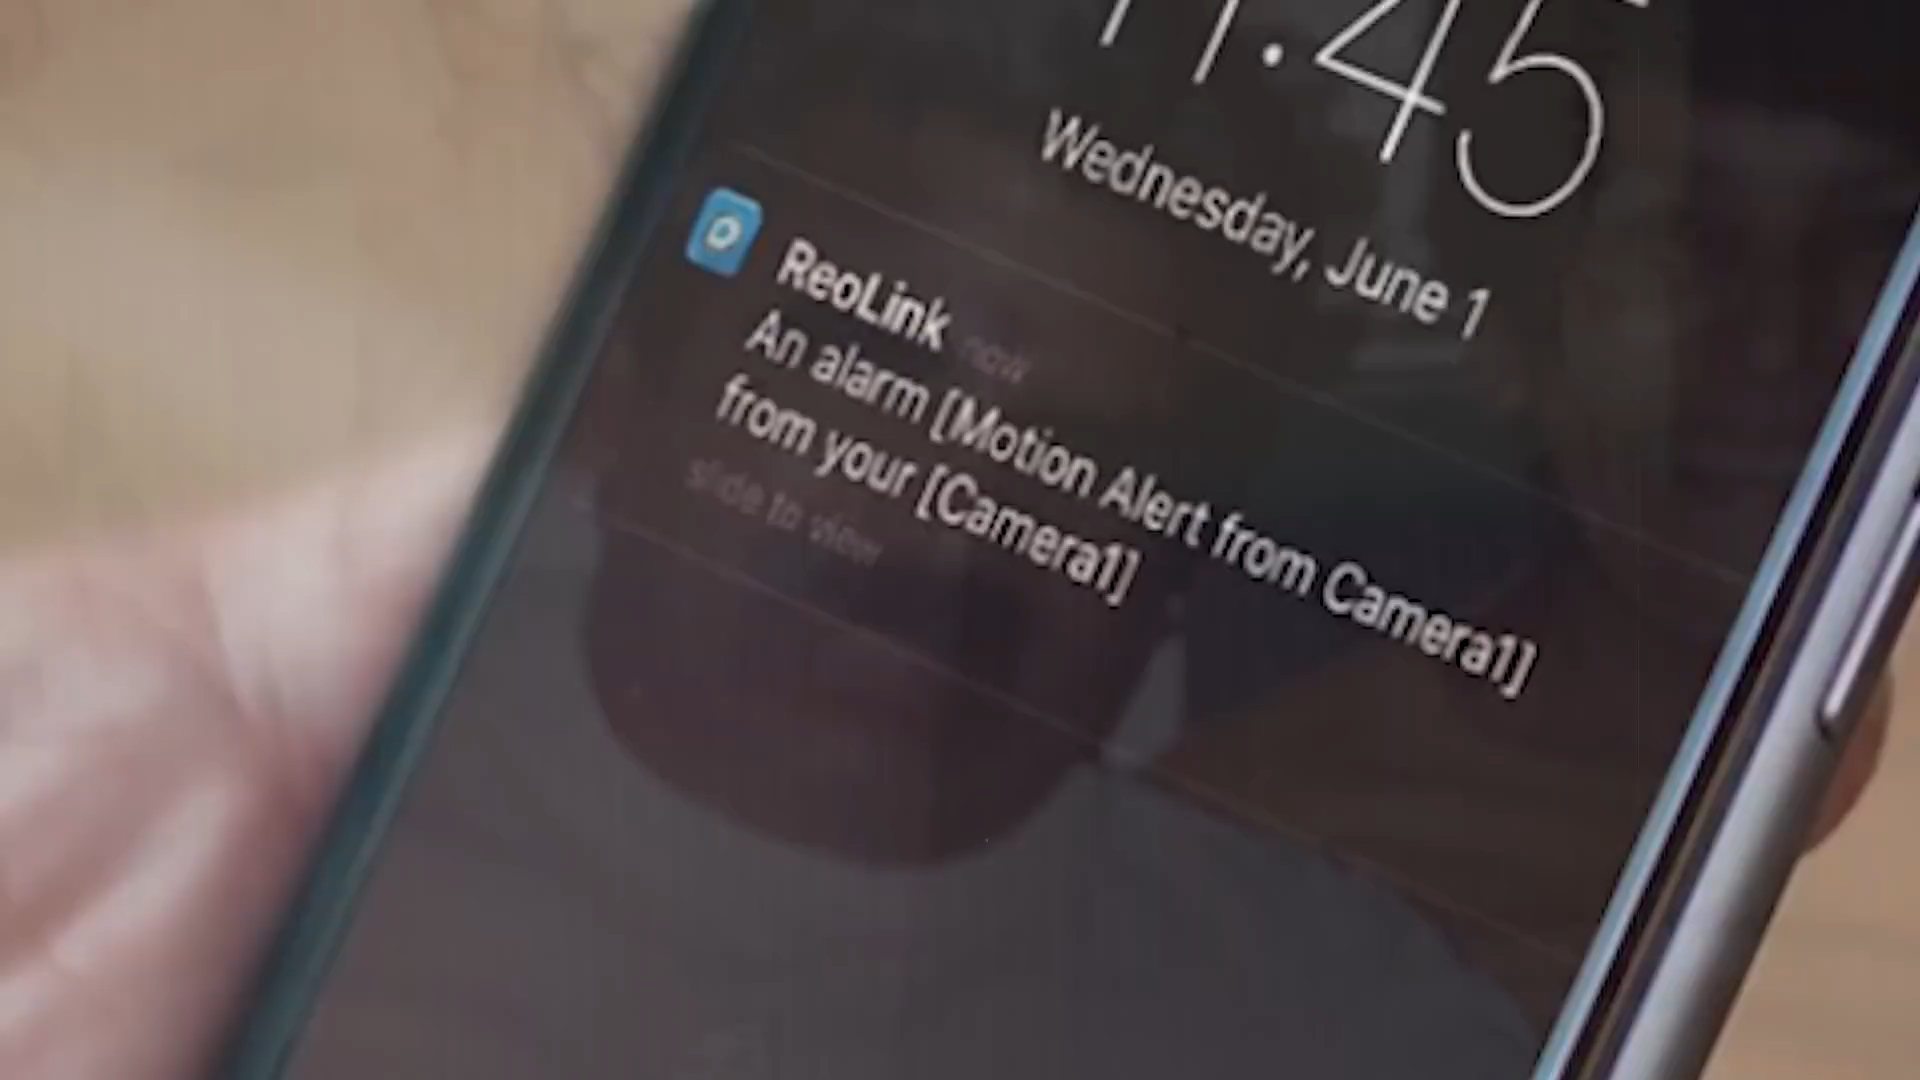 11:45
Wednesday, June 1
ReoLink now
An alarm [Motion Alert from Camera1]
from your [Camera1]
slide to view